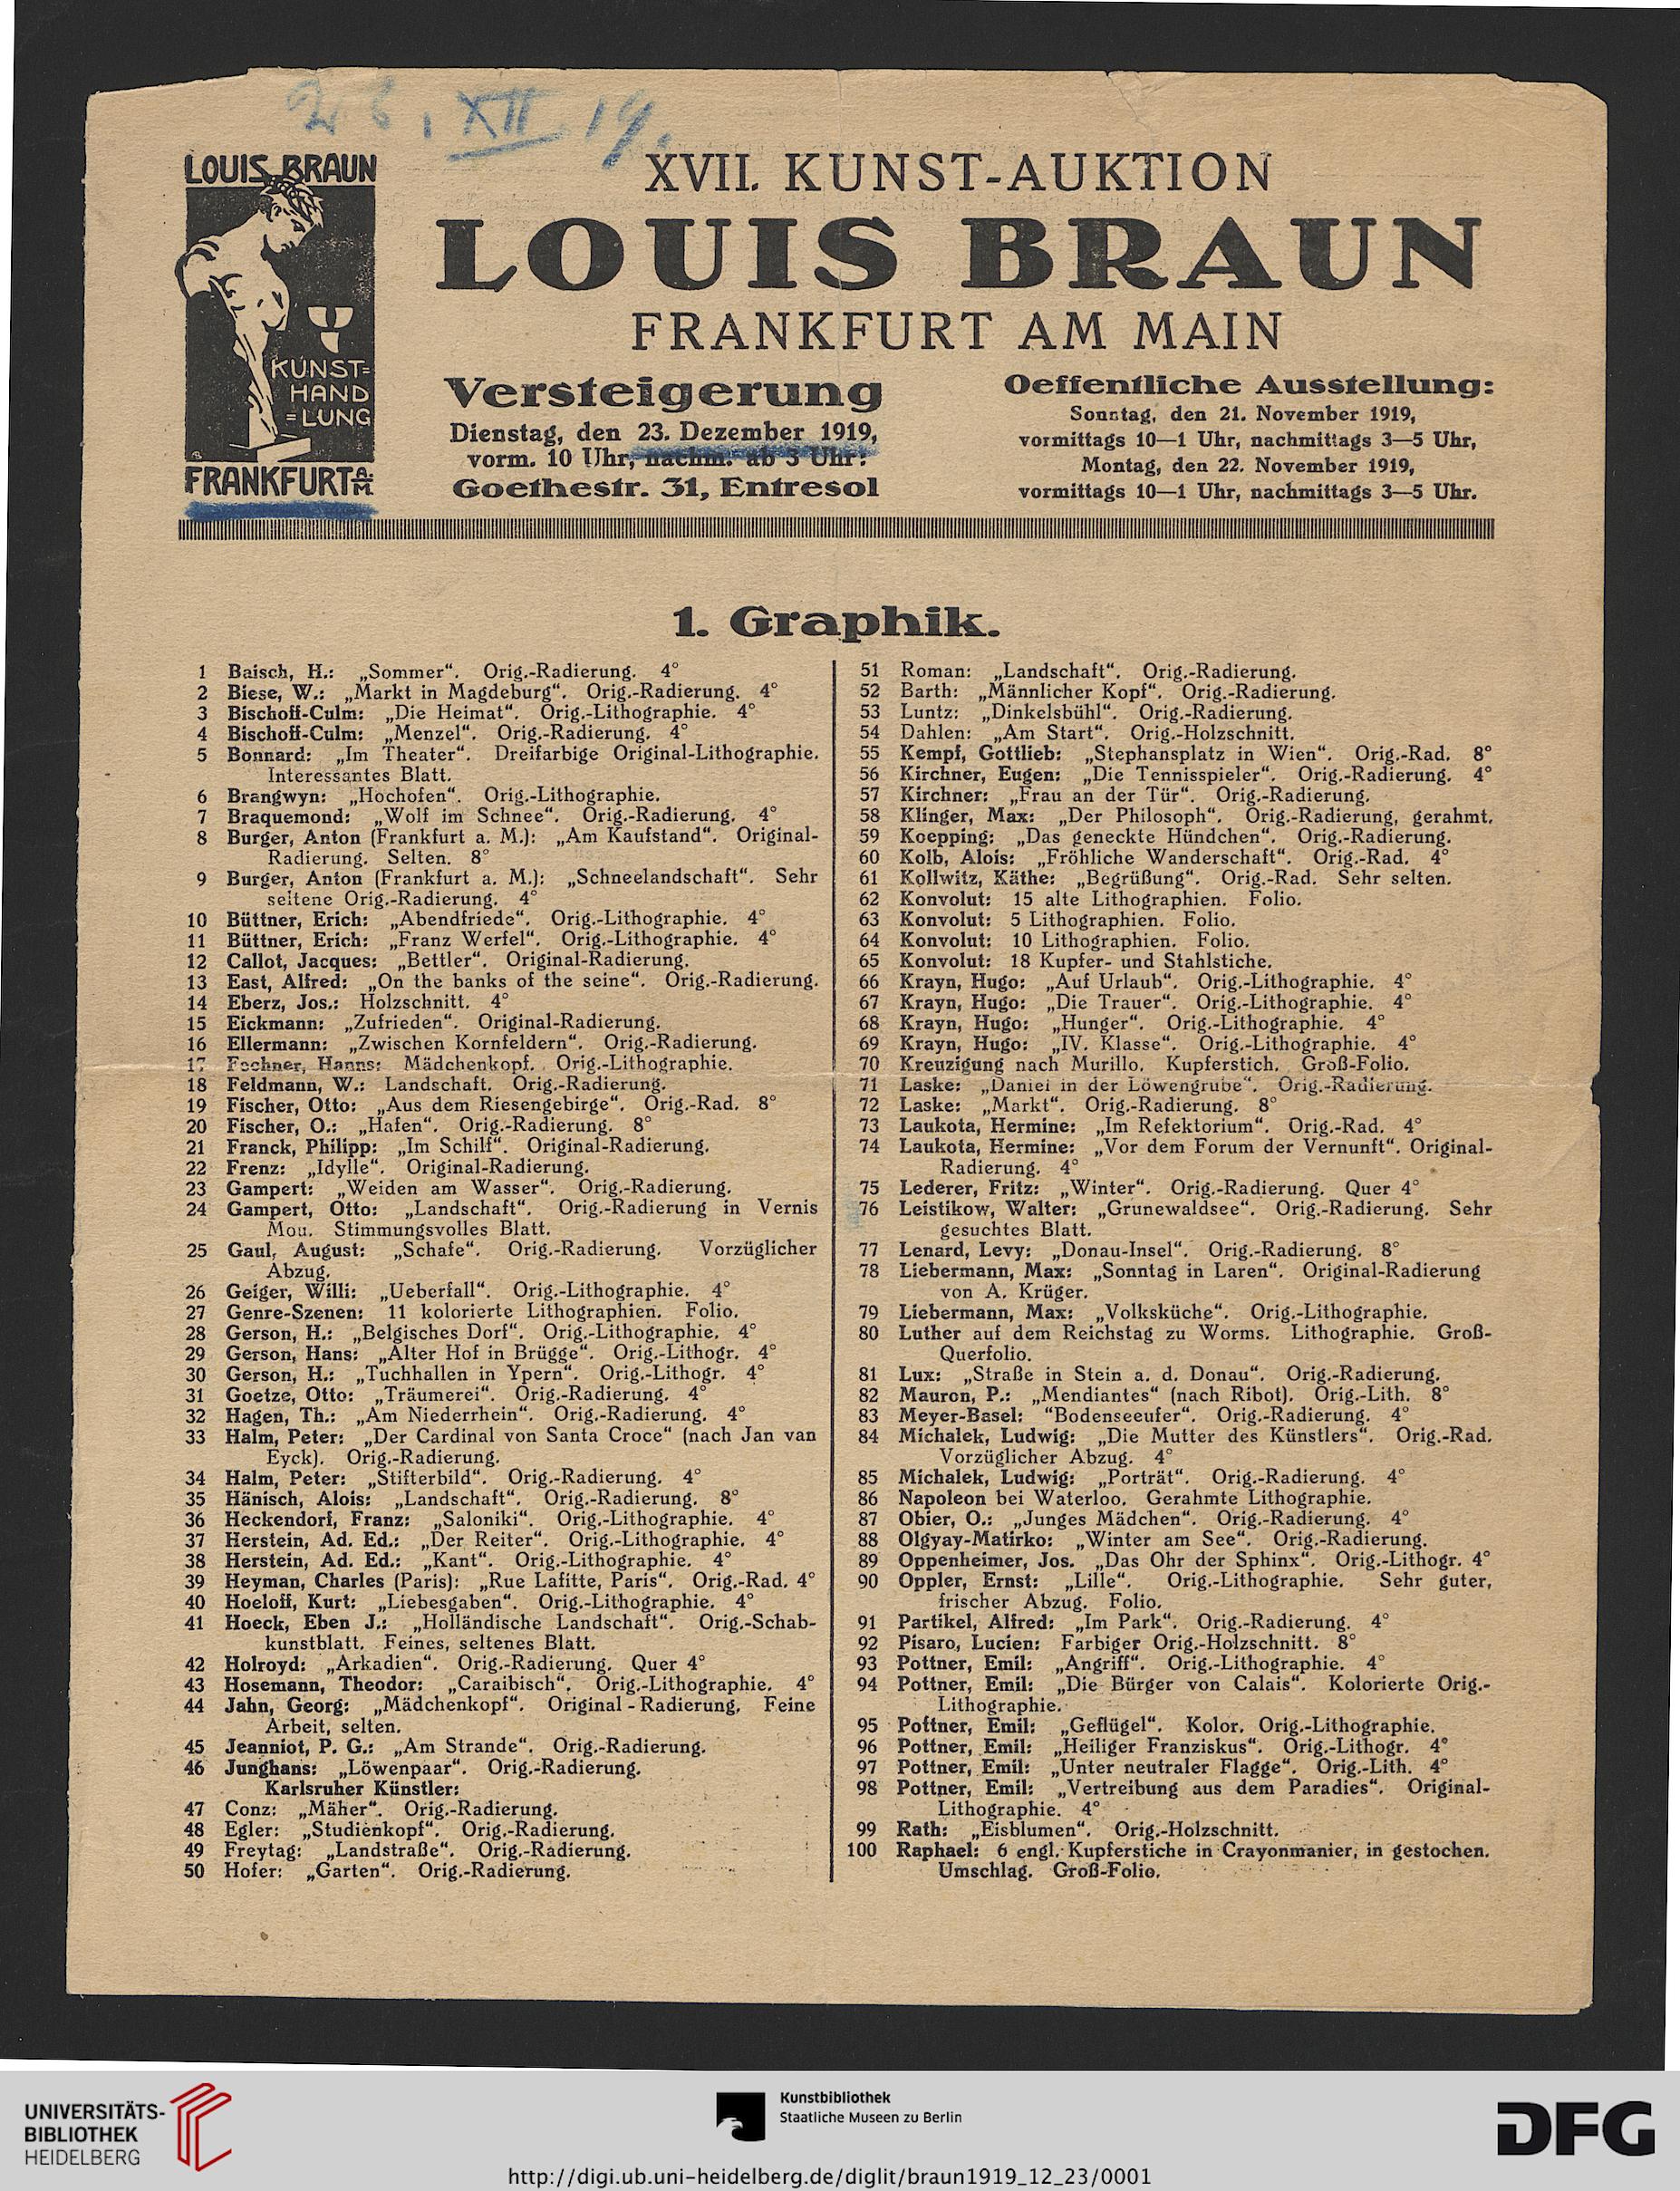 23. XII. 19.
LOUIS BRAUN
KUNST=
HAND
=LUNG
FRANKFURT A. M.
XVII. KUNST-AUKTION
LOUIS BRAUN
FRANKFURT AM MAIN
Versteigerung
Dienstag, den 23. Dezember 1919,
vorm. 10 Uhr, nachm. ab 3 Uhr:
Goethestr. 31, Entresol
Oeffentliche Ausstellung:
Sonntag, den 21. November 1919,
vormittags 10—1 Uhr, nachmittags 3—5 Uhr,
Montag, den 22. November 1919,
vormittags 10—1 Uhr, nachmittags 3—5 Uhr.
1. Graphik.
1 Baisch, H.: „Sommer“. Orig.-Radierung. 4°
2 Biese, W.: „Markt in Magdeburg“. Orig.-Radierung. 4°
3 Bischoff-Culm: „Die Heimat“. Orig.-Lithographie. 4°
4 Bischoff-Culm: „Menzel“. Orig.-Radierung. 4°
5 Bonnard: „Im Theater“. Dreifarbige Original-Lithographie.
Interessantes Blatt.
6 Brangwyn: „Hochofen“. Orig.-Lithographie.
7 Braquemond: „Wolf im Schnee“. Orig.-Radierung. 4°
8 Burger, Anton (Frankfurt a. M.): „Am Kaufstand“. Original-
Radierung. Selten. 8°
9 Burger, Anton (Frankfurt a. M.): „Schneelandschaft“. Sehr
seltene Orig.-Radierung. 4°
10 Büttner, Erich: „Abendfriede“. Orig.-Lithographie. 4°
11 Büttner, Erich: „Franz Werfel“. Orig.-Lithographie. 4°
12 Callot, Jacques: „Bettler“. Original-Radierung.
13 East, Alfred: „On the banks of the seine“. Orig.-Radierung.
14 Eberz, Jos.: Holzschnitt. 4°
15 Eickmann: „Zufrieden“. Original-Radierung.
16 Ellermann: „Zwischen Kornfeldern“. Orig.-Radierung.
17 Fechner, Hanns: Mädchenkopf. Orig.-Lithographie.
18 Feldmann, W.: Landschaft. Orig.-Radierung.
19 Fischer, Otto: „Aus dem Riesengebirge“. Orig.-Rad. 8°
20 Fischer, O.: „Hafen“. Orig.-Radierung. 8°
21 Franck, Philipp: „Im Schilf“. Original-Radierung.
22 Frenz: „Idylle“. Original-Radierung.
23 Gampert: „Weiden am Wasser“. Orig.-Radierung.
24 Gampert, Otto: „Landschaft“. Orig.-Radierung in Vernis
Mou. Stimmungsvolles Blatt.
25 Gaul, August: „Schafe“. Orig.-Radierung. Vorzüglicher
Abzug.
26 Geiger, Willi: „Ueberfall“. Orig.-Lithographie. 4°
27 Genre-Szenen: 11 kolorierte Lithographien. Folio.
28 Gerson, H.: „Belgisches Dorf“. Orig.-Lithographie. 4°
29 Gerson, Hans: „Alter Hof in Brügge“. Orig.-Lithogr. 4°
30 Gerson, H.: „Tuchhallen in Ypern“. Orig.-Lithogr. 4°
31 Goetze, Otto: „Träumerei“. Orig.-Radierung. 4°
32 Hagen, Th.: „Am Niederrhein“. Orig.-Radierung. 4°
33 Halm, Peter: „Der Cardinal von Santa Croce“ (nach Jan van
Eyck). Orig.-Radierung.
34 Halm, Peter: „Stifterbild“. Orig.-Radierung. 4°
35 Hänisch, Alois: „Landschaft“. Orig.-Radierung. 8°
36 Heckendorf, Franz: „Saloniki“. Orig.-Lithographie. 4°
37 Herstein, Ad. Ed.: „Der Reiter“. Orig.-Lithographie. 4°
38 Herstein, Ad. Ed.: „Kant“. Orig.-Lithographie. 4°
39 Heyman, Charles (Paris): „Rue Lafitte, Paris“. Orig.-Rad. 4°
40 Hoeloff, Kurt: „Liebesgaben“. Orig.-Lithographie. 4°
41 Hoeck, Eben J.: „Holländische Landschaft“. Orig.-Schab-
kunstblatt. Feines, seltenes Blatt.
42 Holroyd: „Arkadien“. Orig.-Radierung. Quer 4°
43 Hosemann, Theodor: „Caraibisch“. Orig.-Lithographie. 4°
44 Jahn, Georg: „Mädchenkopf“. Original-Radierung. Feine
Arbeit, selten.
45 Jeanniot, P. G.: „Am Strande“. Orig.-Radierung.
46 Junghans: „Löwenpaar“. Orig.-Radierung.
Karlsruher Künstler:
47 Conz: „Mäher“. Orig.-Radierung.
48 Egler: „Studienkopf“. Orig.-Radierung.
49 Freytag: „Landstraße“. Orig.-Radierung.
50 Hofer: „Garten“. Orig.-Radierung.
51 Roman: „Landschaft“. Orig.-Radierung.
52 Barth: „Männlicher Kopf“. Orig.-Radierung.
53 Luntz: „Dinkelsbühl“. Orig.-Radierung.
54 Dahlen: „Am Start“. Orig.-Holzschnitt.
55 Kempf, Gottlieb: „Stephansplatz in Wien“. Orig.-Rad. 8°
56 Kirchner, Eugen: „Die Tennisspieler“. Orig.-Radierung. 4°
57 Kirchner: „Frau an der Tür“. Orig.-Radierung.
58 Klinger, Max: „Der Philosoph“. Orig.-Radierung, gerahmt.
59 Koepping: „Das geneckte Hündchen“. Orig.-Radierung.
60 Kolb, Alois: „Fröhliche Wanderschaft“. Orig.-Rad. 4°
61 Kollwitz, Käthe: „Begrüßung“. Orig.-Rad. Sehr selten.
62 Konvolut: 15 alte Lithographien. Folio.
63 Konvolut: 5 Lithographien. Folio.
64 Konvolut: 10 Lithographien. Folio.
65 Konvolut: 18 Kupfer- und Stahlstiche.
66 Krayn, Hugo: „Auf Urlaub“. Orig.-Lithographie. 4°
67 Krayn, Hugo: „Die Trauer“. Orig.-Lithographie. 4°
68 Krayn, Hugo: „Hunger“. Orig.-Lithographie. 4°
69 Krayn, Hugo: „IV. Klasse“. Orig.-Lithographie. 4°
70 Kreuzigung nach Murillo. Kupferstich. Groß-Folio.
71 Laske: „Daniel in der Löwengrube“. Orig.-Radierung.
72 Laske: „Markt“. Orig.-Radierung. 8°
73 Laukota, Hermine: „Im Refektorium“. Orig.-Rad. 4°
74 Laukota, Hermine: „Vor dem Forum der Vernunft“. Original-
Radierung. 4°
75 Lederer, Fritz: „Winter“. Orig.-Radierung. Quer 4°
76 Leistikow, Walter: „Grunewaldsee“. Orig.-Radierung. Sehr
gesuchtes Blatt.
77 Lenard, Levy: „Donau-Insel“. Orig.-Radierung. 8°
78 Liebermann, Max: „Sonntag in Laren“. Original-Radierung
von A. Krüger.
79 Liebermann, Max: „Volksküche“. Orig.-Lithographie.
80 Luther auf dem Reichstag zu Worms. Lithographie. Groß-
Querfolio.
81 Lux: „Straße in Stein a. d. Donau“. Orig.-Radierung.
82 Mauron, P.: „Mendiantes“ (nach Ribot). Orig.-Lith. 8°
83 Meyer-Basel: “Bodenseeufer“. Orig.-Radierung. 4°
84 Michalek, Ludwig: „Die Mutter des Künstlers“. Orig.-Rad.
Vorzüglicher Abzug. 4°
85 Michalek, Ludwig: „Porträt“. Orig.-Radierung. 4°
86 Napoleon bei Waterloo. Gerahmte Lithographie.
87 Obier, O.: „Junges Mädchen“. Orig.-Radierung. 4°
88 Olgyay-Matirko: „Winter am See“. Orig.-Radierung.
89 Oppenheimer, Jos. „Das Ohr der Sphinx“. Orig.-Lithogr. 4°
90 Oppler, Ernst: „Lille“. Orig.-Lithographie. Sehr guter,
frischer Abzug. Folio.
91 Partikel, Alfred: „Im Park“. Orig.-Radierung. 4°
92 Pisaro, Lucien: Farbiger Orig.-Holzschnitt. 8°
93 Pottner, Emil: „Angriff“. Orig.-Lithographie. 4°
94 Pottner, Emil: „Die Bürger von Calais“. Kolorierte Orig.-
Lithographie.
95 Pottner, Emil: „Geflügel“. Kolor. Orig.-Lithographie.
96 Pottner, Emil: „Heiliger Franziskus“. Orig.-Lithogr. 4°
97 Pottner, Emil: „Unter neutraler Flagge“. Orig.-Lith. 4°
98 Pottner, Emil: „Vertreibung aus dem Paradies“. Original-
Lithographie. 4°
99 Rath: „Eisblumen“. Orig.-Holzschnitt.
100 Raphael: 6 engl. Kupferstiche in Crayonmanier, in gestochen.
Umschlag. Groß-Folio.
UNIVERSITÄTS-
BIBLIOTHEK
HEIDELBERG
Kunstbibliothek
Staatliche Museen zu Berlin
DFG
http://digi.ub.uni-heidelberg.de/diglit/braun1919_12_23/0001